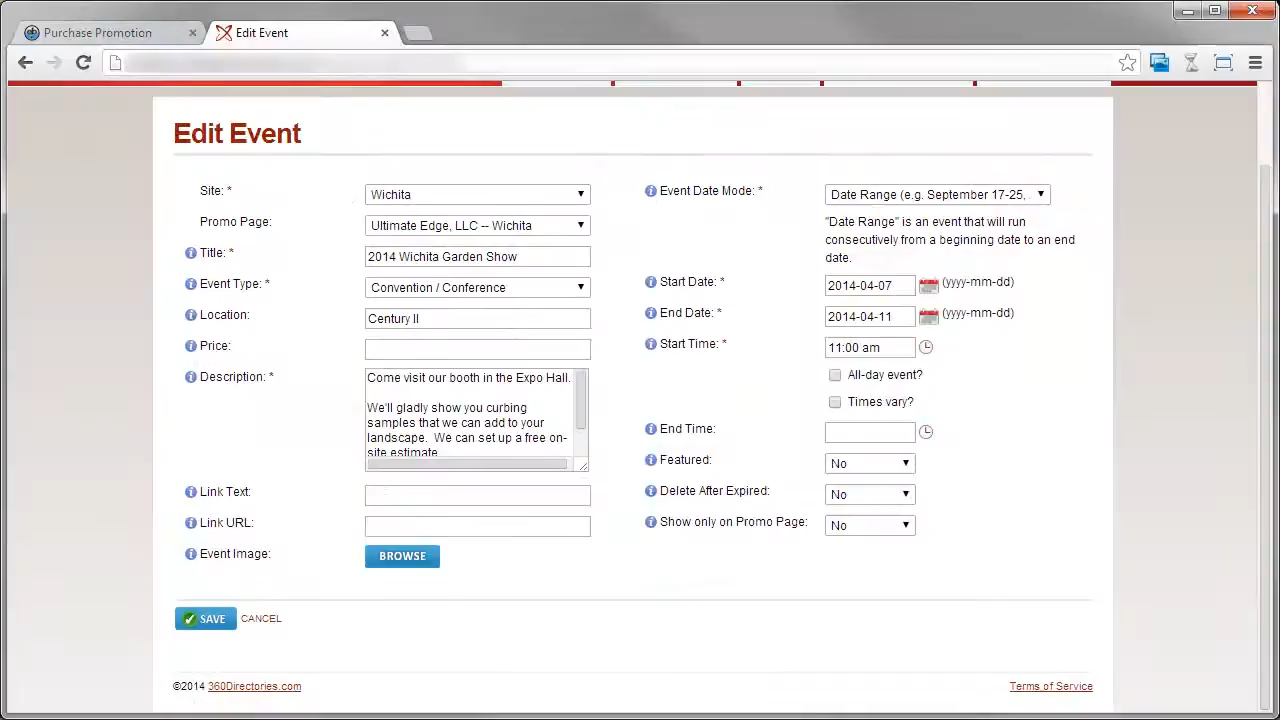 Purchase Promotion
Edit Event
Edit Event
Site: *
Wichita
Promo Page:
Ultimate Edge, LLC -- Wichita
Title: *
2014 Wichita Garden Show
Event Type: *
Convention / Conference
Location:
Century II
Price:
Description: *
Come visit our booth in the Expo Hall.
We'll gladly show you curbing
samples that we can add to your
landscape. We can set up a free on-
site estimate
Link Text:
Link URL:
Event Image:
BROWSE
Event Date Mode: *
Date Range (e.g. September 17-25,
"Date Range" is an event that will run
consecutively from a beginning date to an end
date.
Start Date: *
2014-04-07
(yyyy-mm-dd)
End Date: *
2014-04-11
(yyyy-mm-dd)
Start Time: *
11:00 am
All-day event?
Times vary?
End Time:
Featured:
No
Delete After Expired:
No
Show only on Promo Page:
No
SAVE
CANCEL
©2014 360Directories.com
Terms of Service